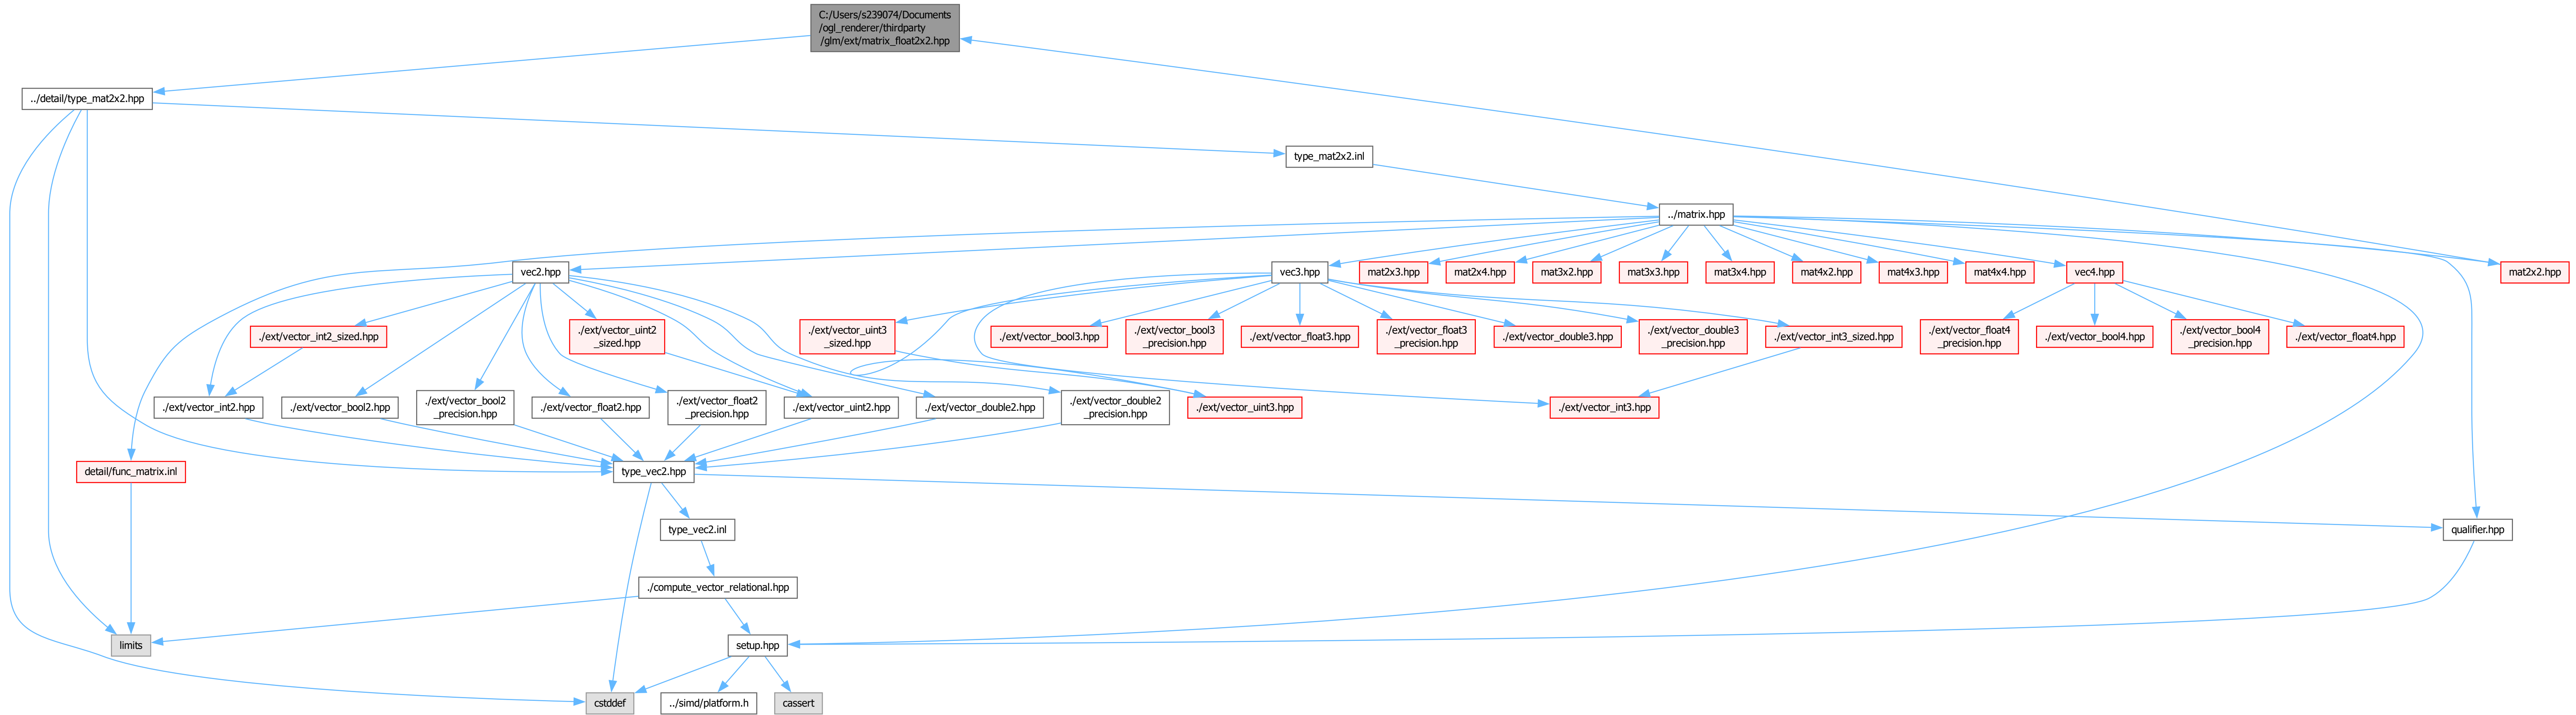 C:/Users/s239074/Documents
/ogl_renderer/thirdparty
/glm/ext/matrix_float2x2.hpp
../detail/type_mat2x2.hpp
type_mat2x2.inl
../matrix.hpp
vec2.hpp
vec3.hpp
mat2x3.hpp
mat2x4.hpp
mat3x2.hpp
mat3x3.hpp
mat3x4.hpp
mat4x2.hpp
mat4x3.hpp
mat4x4.hpp
vec4.hpp
mat2x2.hpp
./ext/vector_int2_sized.hpp
./ext/vector_uint2
_sized.hpp
./ext/vector_uint3
_sized.hpp
./ext/vector_bool3.hpp
./ext/vector_bool3
_precision.hpp
./ext/vector_float3.hpp
./ext/vector_float3
_precision.hpp
./ext/vector_double3.hpp
./ext/vector_double3
_precision.hpp
./ext/vector_int3_sized.hpp
./ext/vector_float4
_precision.hpp
./ext/vector_bool4.hpp
./ext/vector_bool4
_precision.hpp
./ext/vector_float4.hpp
./ext/vector_int2.hpp
./ext/vector_bool2.hpp
./ext/vector_bool2
_precision.hpp
./ext/vector_float2.hpp
./ext/vector_float2
_precision.hpp
./ext/vector_uint2.hpp
./ext/vector_double2.hpp
./ext/vector_double2
_precision.hpp
./ext/vector_uint3.hpp
./ext/vector_int3.hpp
detail/func_matrix.inl
type_vec2.hpp
type_vec2.inl
qualifier.hpp
./compute_vector_relational.hpp
limits
setup.hpp
cstddef
../simd/platform.h
cassert